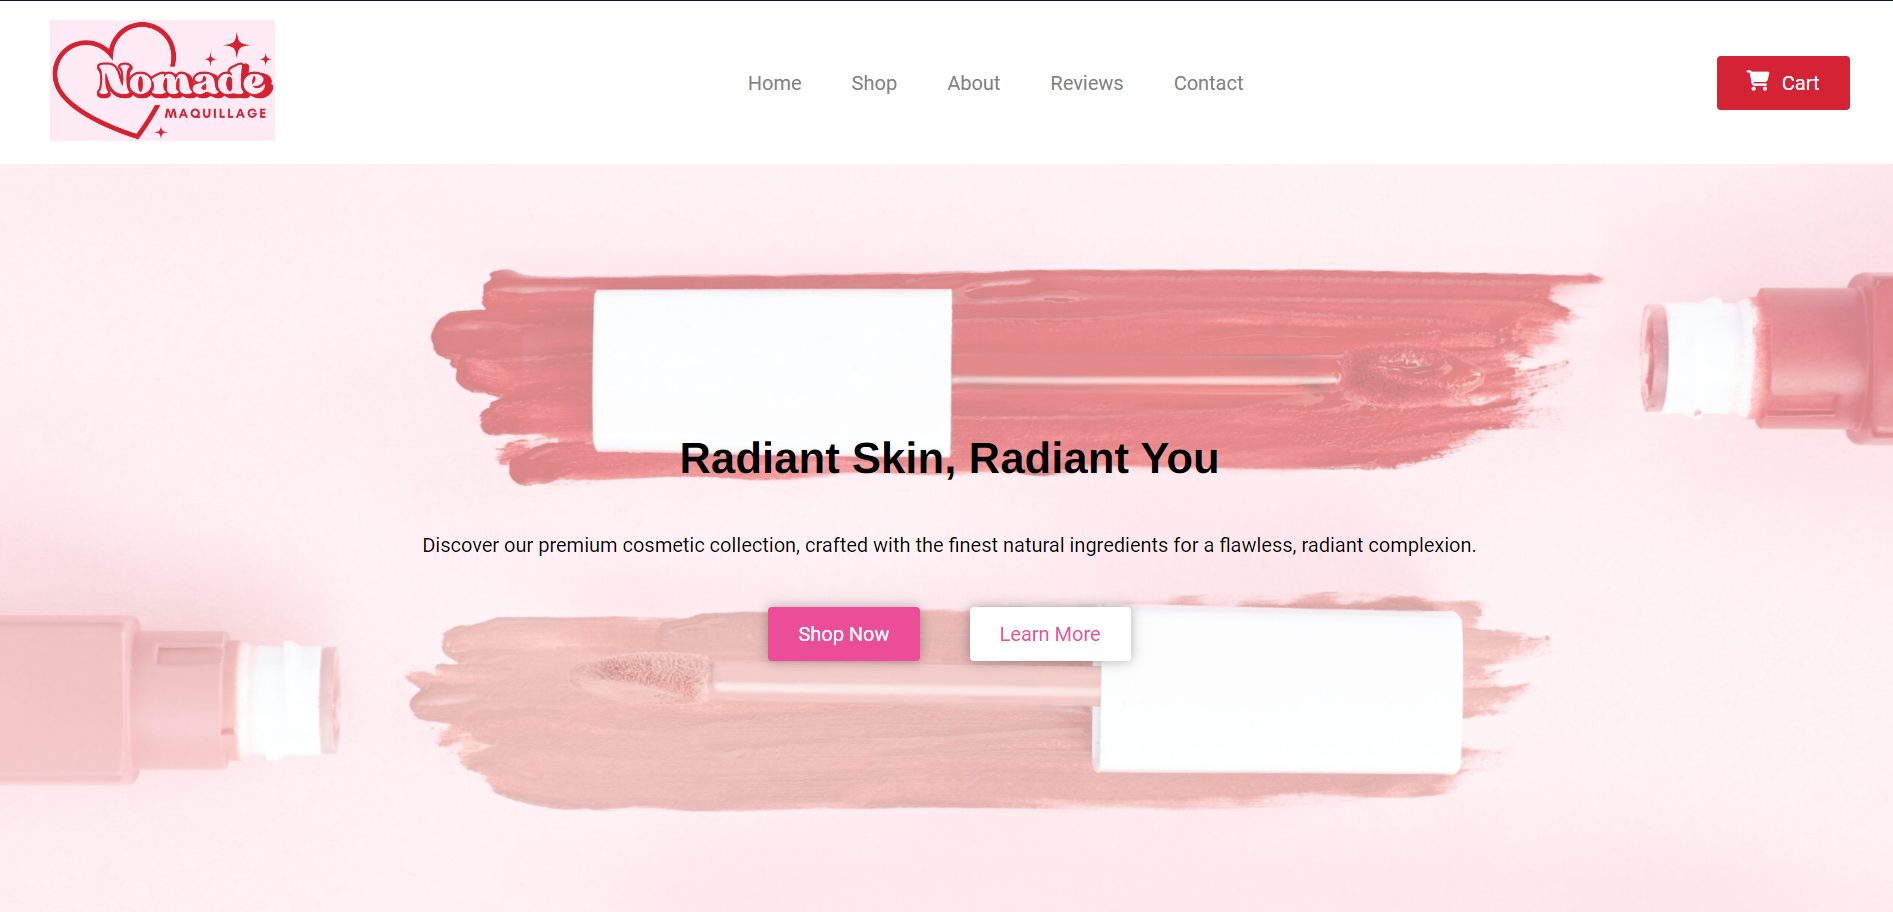 Nomade
MAQUILLAGE
Home
Shop
About
Reviews
Contact
Cart
Radiant Skin, Radiant You
Discover our premium cosmetic collection, crafted with the finest natural ingredients for a flawless, radiant complexion.
Shop Now
Learn More